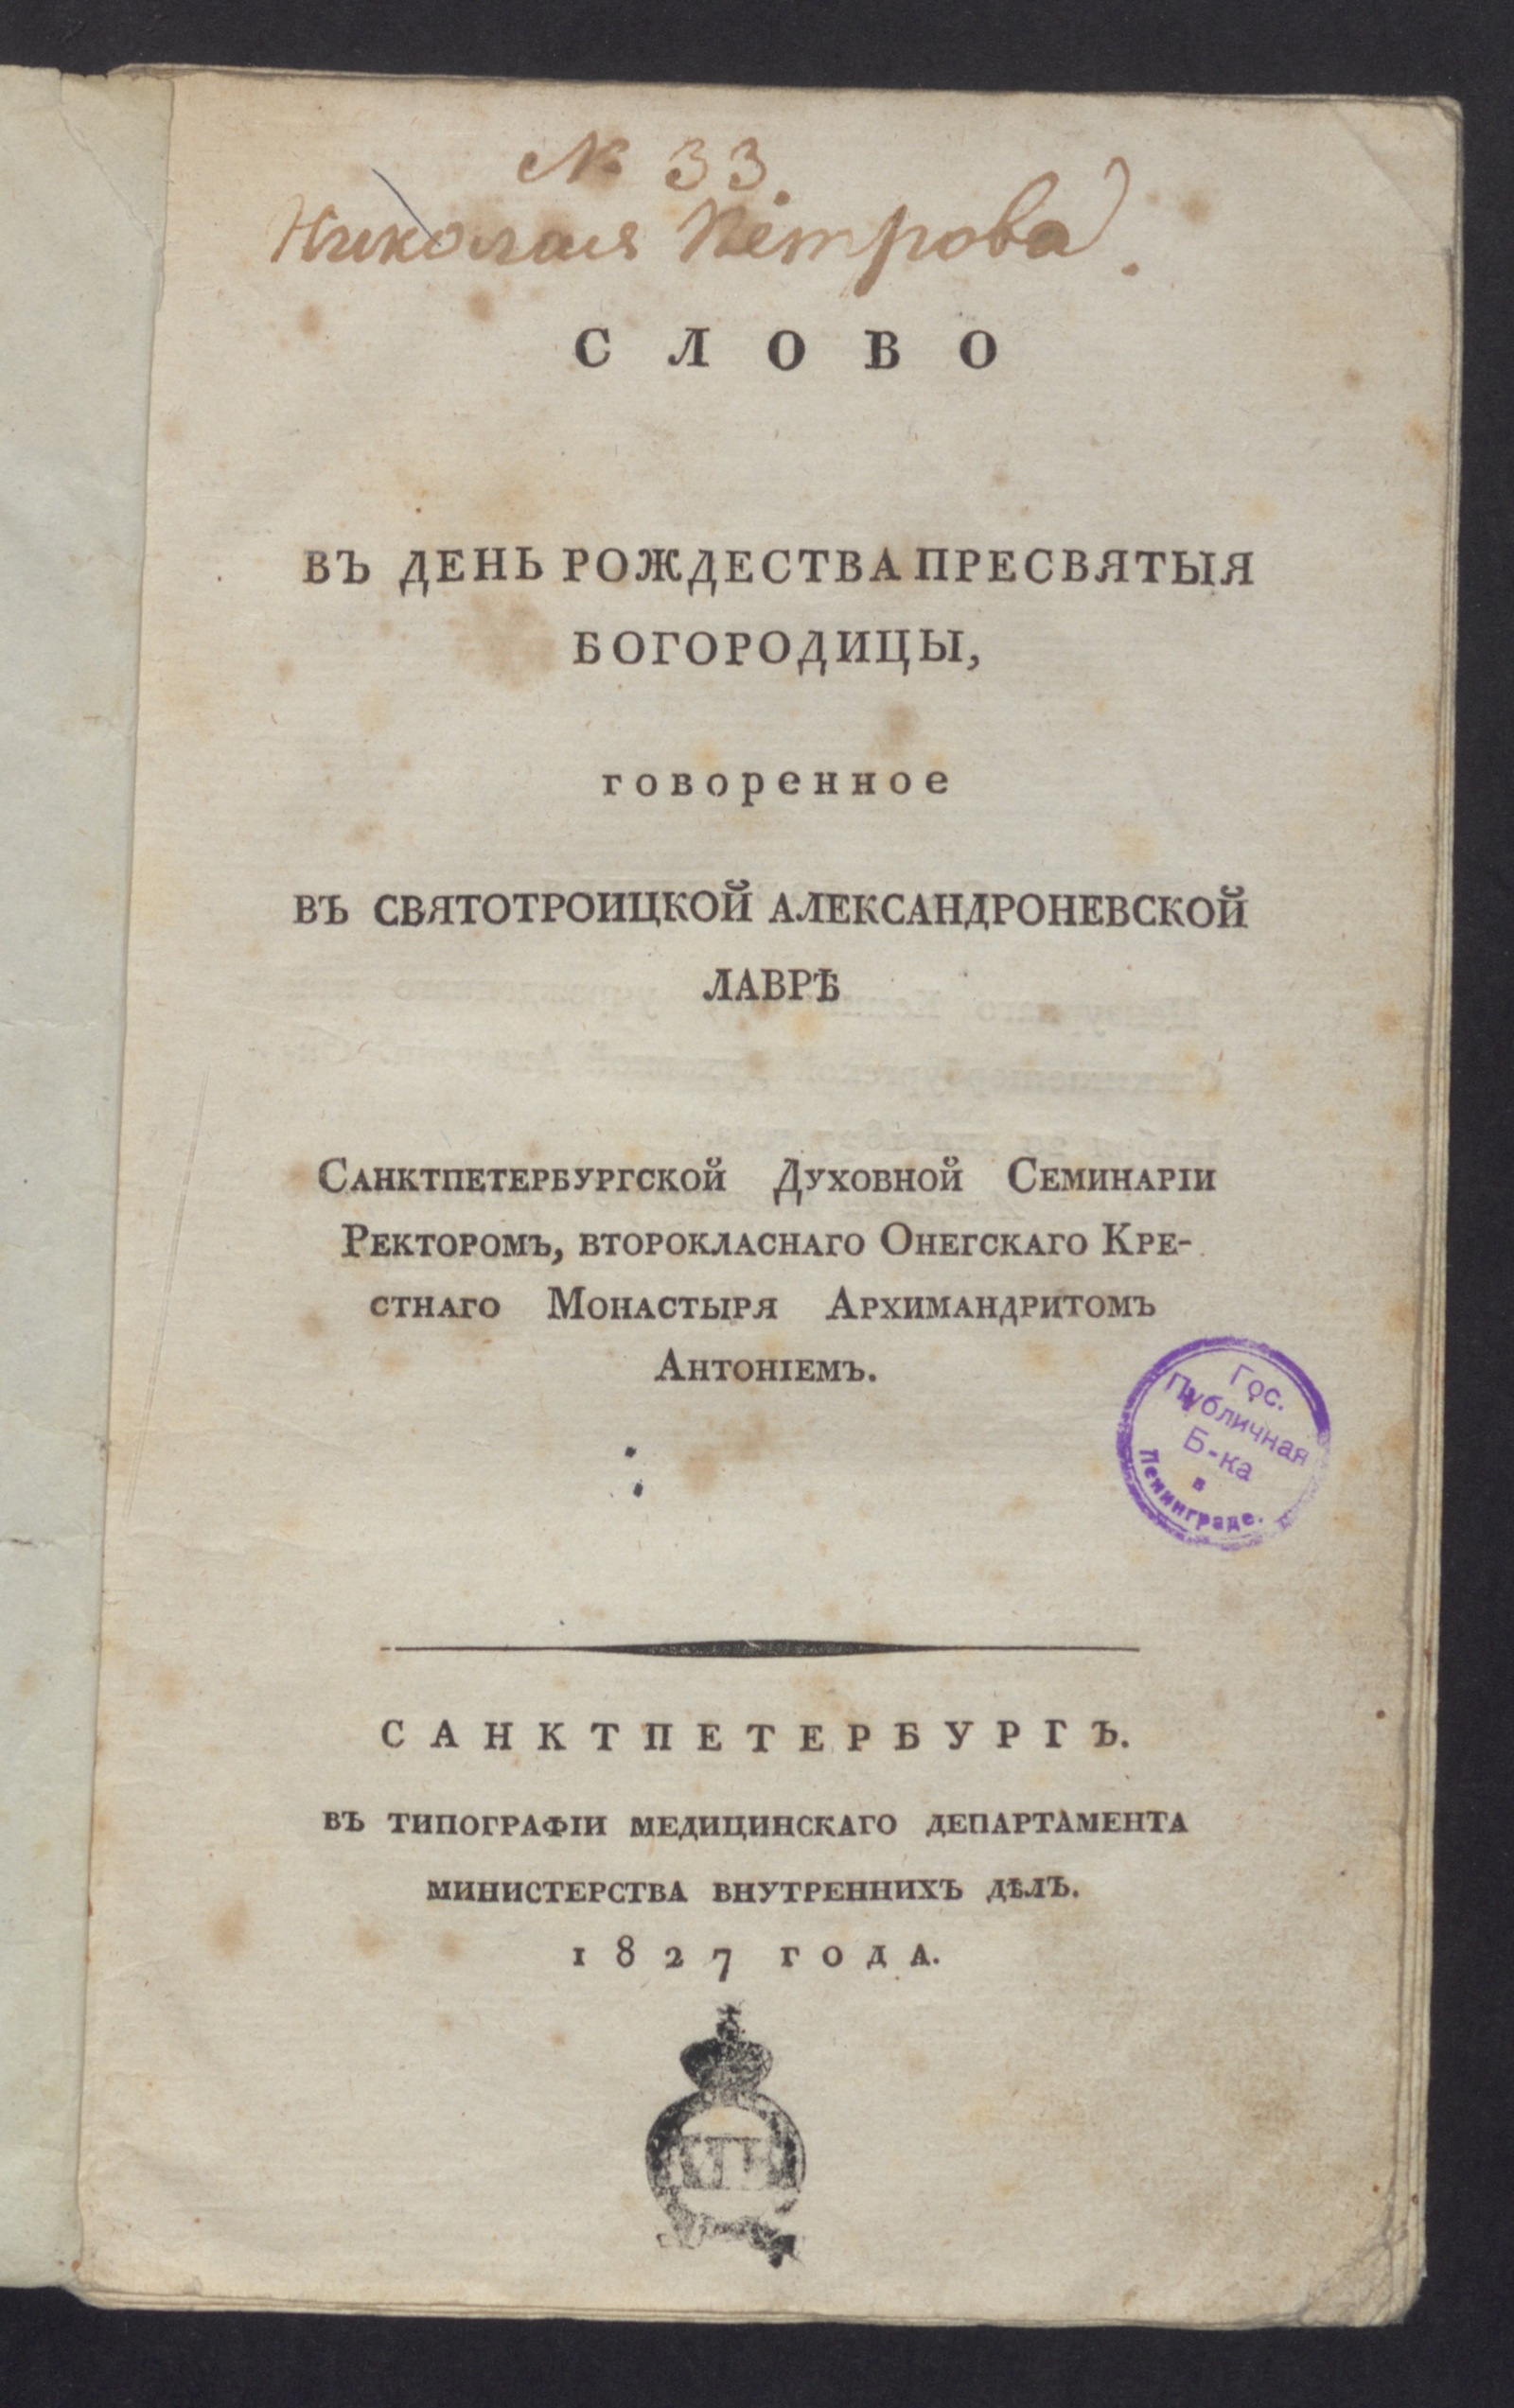 № 33.
Николая Петрова.
СЛОВО
ВЪ ДЕНЬ РОЖДЕСТВА ПРЕСВЯТЫЯ
БОГОРОДИЦЫ,
говоренное
ВЪ СВЯТОТРОИЦКОЙ АЛЕКСАНДРОНЕВСКОЙ
ЛАВРѢ
Санктпетербургской Духовной Семинаріи
Ректоромъ, второкласнаго Онегскаго Кре-
стнаго Монастыря Архимандритомъ
Антоніемъ.
Гос.
Публичная
Б-ка
в
Ленинграде.
САНКТПЕТЕРБУРГЪ.
ВЪ ТИПОГРАФІИ МЕДИЦИНСКАГО ДЕПАРТАМЕНТА
МИНИСТЕРСТВА ВНУТРЕННИХЪ ДѢЛЪ.
1827 ГОДА.